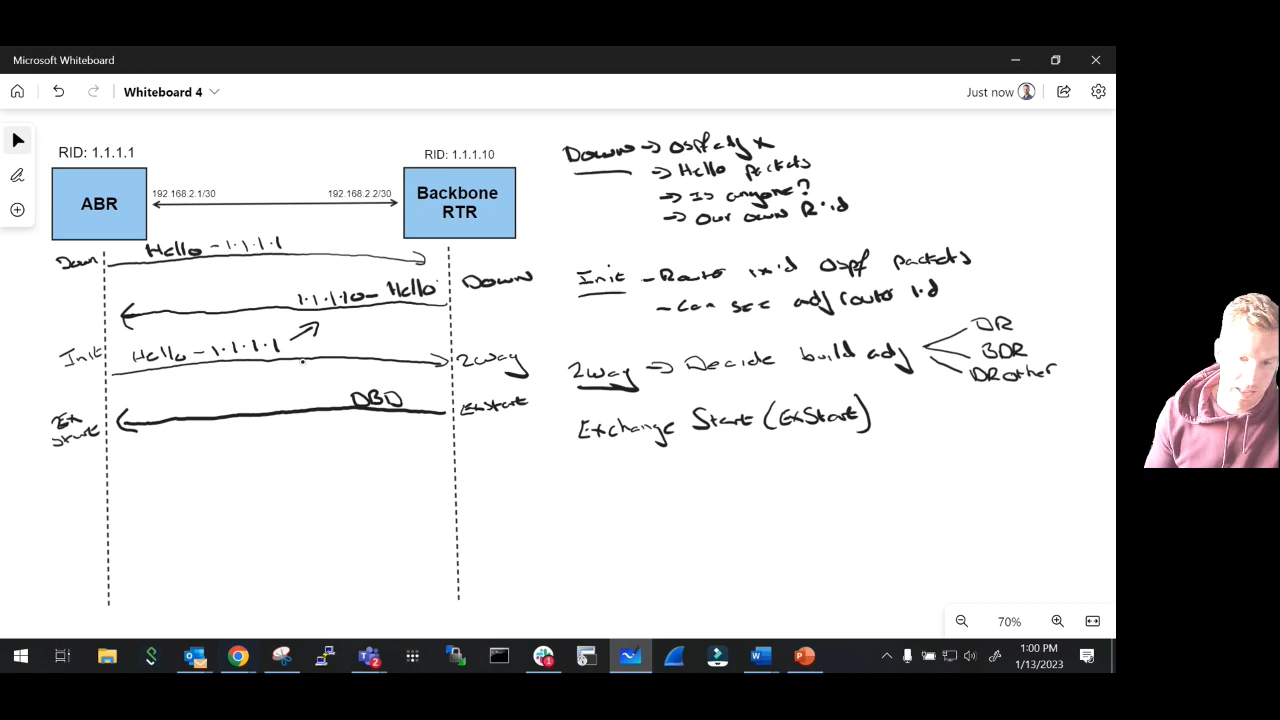 Microsoft Whiteboard
Whiteboard 4
Just now
RID: 1.1.1.1
RID: 1.1.1.10
ABR
192.168.2.1/30
192.168.2.2/30
Backbone
RTR
Down
Hello - 1.1.1.1
1.1.1.10 - Hello
Down
Init
Hello - 1.1.1.1
2way
DBD
ExStart
Ex
Start
Down → Ospf adj x
→ Hello packets
→ Is anyone?
→ Our own R.id
Init - Router rx'd Ospf packets
- Can see adj router i.d
2way → Decide build adj
DR
BDR
DRother
Exchange Start (ExStart)
70%
1:00 PM
1/13/2023